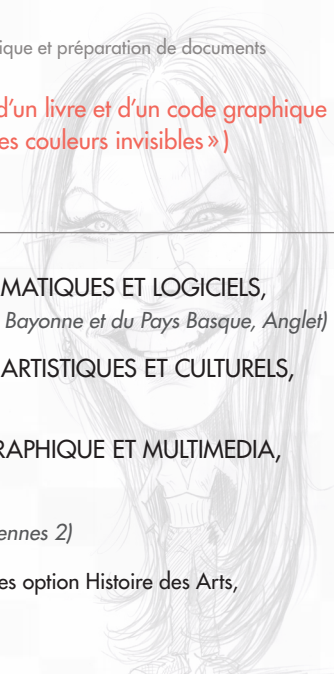 ique et préparation de documents
d’un livre et d’un code graphique
es couleurs invisibles »)
MATIQUES ET LOGICIELS,
Bayonne et du Pays Basque, Anglet)
ARTISTIQUES ET CULTURELS,
RAPHIQUE ET MULTIMEDIA,
ennes 2)
es option Histoire des Arts,